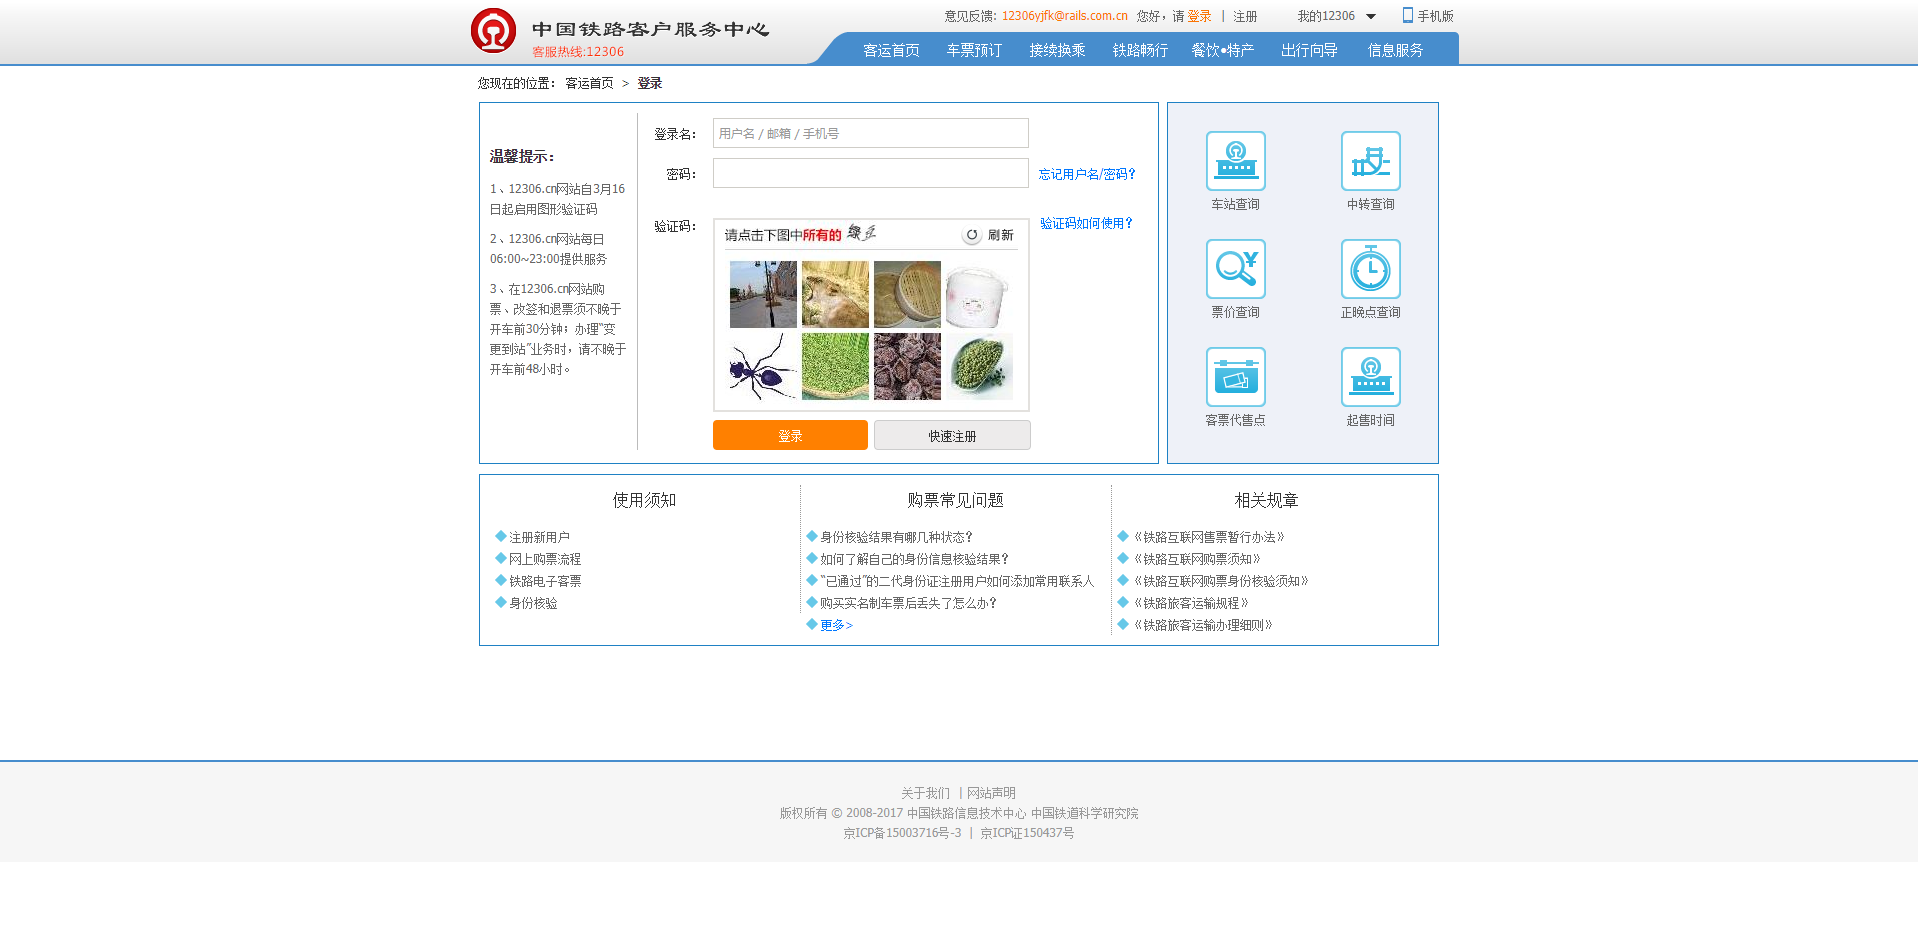 意见反馈: 12306yjfk@rails.com.cn 您好，请 登录 | 注册 我的12306 手机版
中国铁路客户服务中心
客服热线:12306
客运首页 车票预订 接续换乘 铁路畅行 餐饮•特产 出行向导 信息服务
您现在的位置： 客运首页 > 登录
温馨提示：
1、12306.cn网站自3月16
日起启用图形验证码
2、12306.cn网站每日
06:00~23:00提供服务
3、在12306.cn网站购
票、改签和退票须不晚于
开车前30分钟；办理“变
更到站”业务时，请不晚于
开车前48小时。
登录名： 用户名 / 邮箱 / 手机号
密码： 忘记用户名/密码？
验证码： 验证码如何使用？
请点击下图中所有的 绿豆 刷新
登录 快速注册
车站查询 中转查询
票价查询 正晚点查询
客票代售点 起售时间
使用须知
注册新用户
网上购票流程
铁路电子客票
身份核验
购票常见问题
身份核验结果有哪几种状态？
如何了解自己的身份信息核验结果？
“已通过”的二代身份证注册用户如何添加常用联系人
购买实名制车票后丢失了怎么办？
更多>
相关规章
《铁路互联网售票暂行办法》
《铁路互联网购票须知》
《铁路互联网购票身份核验须知》
《铁路旅客运输规程》
《铁路旅客运输办理细则》
关于我们 | 网站声明
版权所有 © 2008-2017 中国铁路信息技术中心 中国铁道科学研究院
京ICP备15003716号-3 | 京ICP证150437号